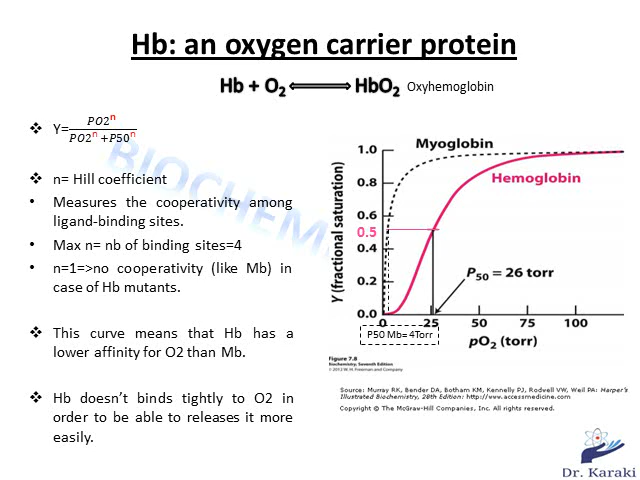 Hb: an oxygen carrier protein
Hb + O₂ ⟺ HbO₂ Oxyhemoglobin
❖ Y= PO2ⁿ / PO2ⁿ +P50ⁿ
❖ n= Hill coefficient
• Measures the cooperativity among
ligand-binding sites.
• Max n= nb of binding sites=4
• n=1=>no cooperativity (like Mb) in
case of Hb mutants.
❖ This curve means that Hb has a
lower affinity for O2 than Mb.
❖ Hb doesn't binds tightly to O2 in
order to be able to releases it more
easily.
BIOCHEM
Y (fractional saturation)
1.0
0.8
0.6
0.5
0.4
0.2
0.0
Myoglobin
Hemoglobin
P₅₀ = 26 torr
0 25 50 75 100
P50 Mb= 4Torr
pO₂ (torr)
Figure 7.8
Biochemistry, Seventh Edition
© 2012 W. H. Freeman and Company
Source: Murray RK, Bender DA, Botham KM, Kennelly PJ, Rodwell VW, Weil PA: Harper's
Illustrated Biochemistry, 28th Edition: http://www.accessmedicine.com
Copyright © The McGraw-Hill Companies, Inc. All rights reserved.
Dr. Karaki